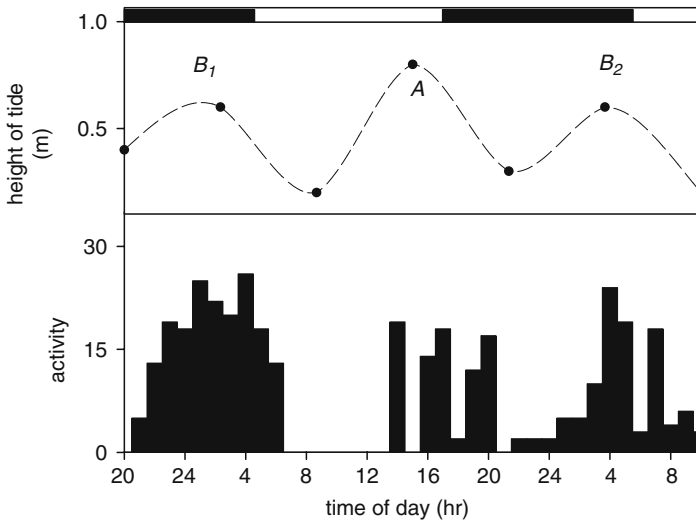 1.0
B1
B2
A
0.5
height of tide
(m)
30
15
0
activity
20 24 4 8 12 16 20 24 4 8
time of day (hr)